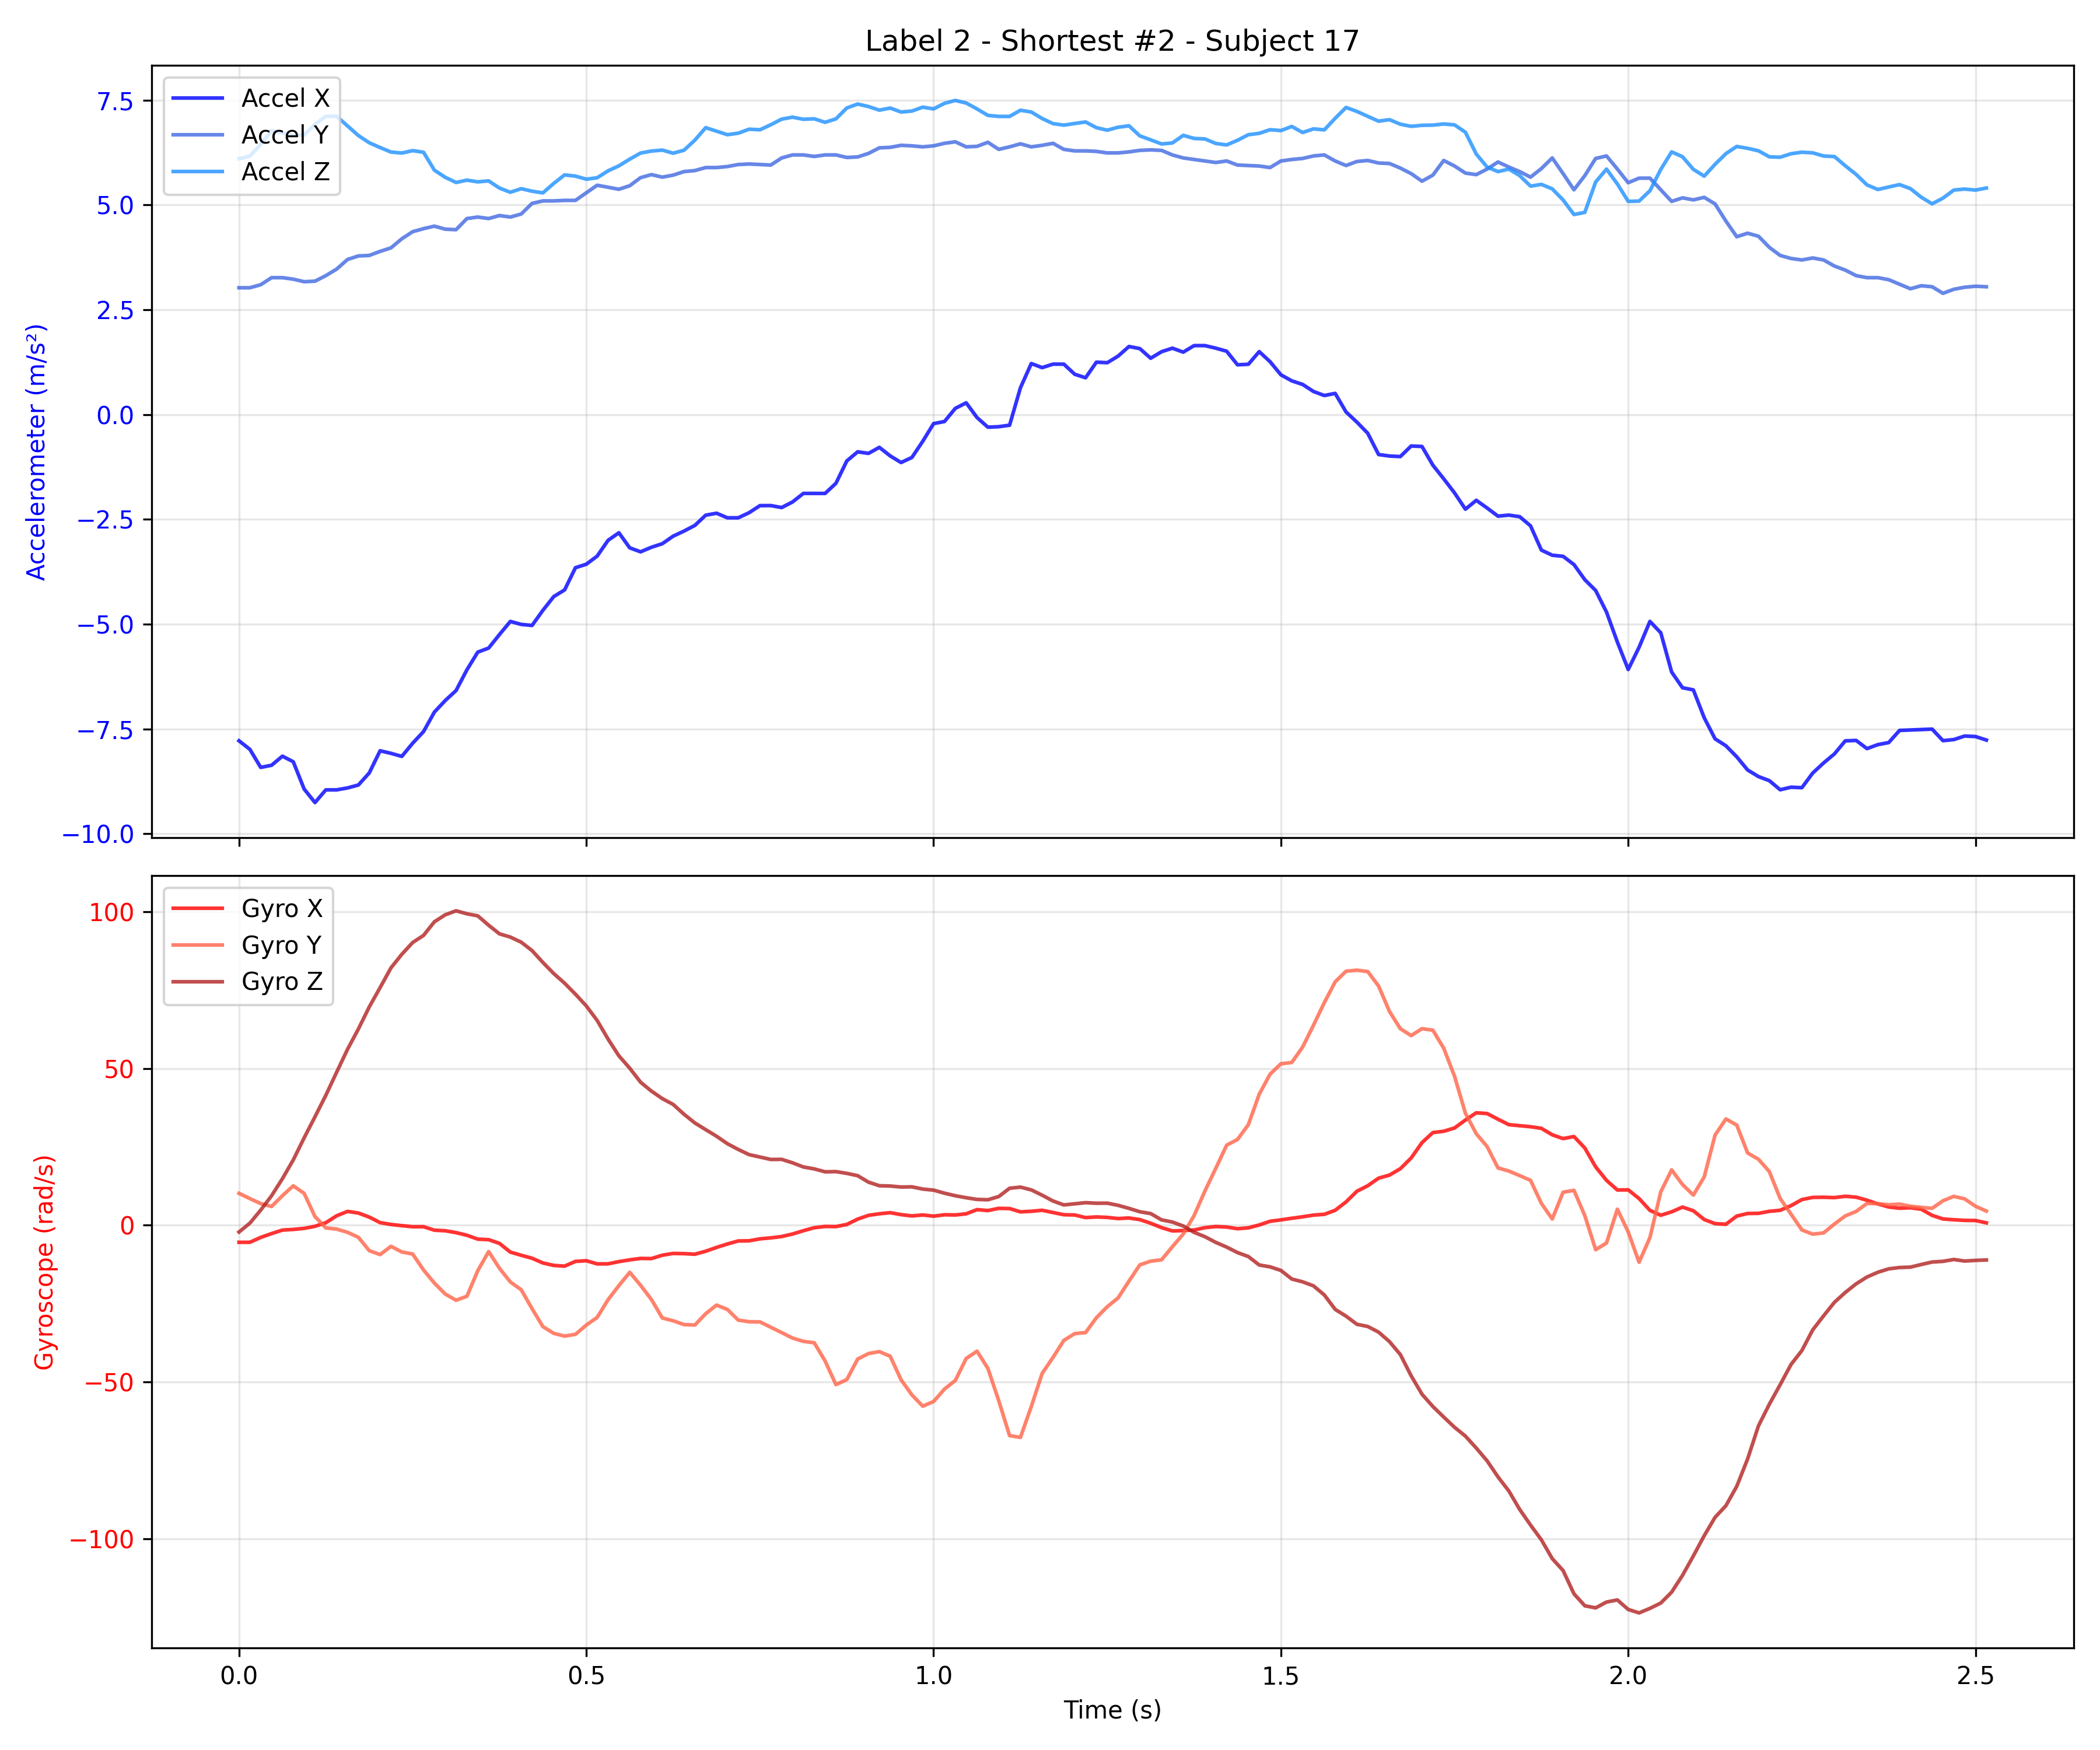 Label 2 - Shortest #2 - Subject 17
Accel X
Accel Y
Accel Z
7.5
5.0
2.5
0.0
−2.5
−5.0
−7.5
−10.0
Accelerometer (m/s²)
Gyro X
Gyro Y
Gyro Z
100
50
0
−50
−100
Gyroscope (rad/s)
0.0 0.5 1.0 1.5 2.0 2.5
Time (s)